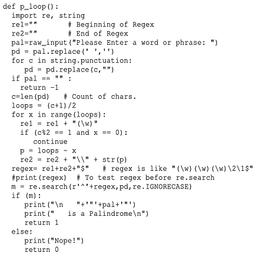 def p_loop():
  import re, string
  re1=""        # Beginning of Regex
  re2=""        # End of Regex
  pal=raw_input("Please Enter a word or phrase: ")
  pd = pal.replace(' ','')
  for c in string.punctuation:
     pd = pd.replace(c,"")
  if pal == "" :
     return -1
  c=len(pd)   # Count of chars.
  loops = (c+1)/2
  for x in range(loops):
     re1 = re1 + "(\w)"
     if (c%2 == 1 and x == 0):
        continue
     p = loops - x
     re2 = re2 + "\\" + str(p)
  regex= re1+re2+"$"   # regex is like "(\w)(\w)(\w)\2\1$"
  #print(regex)  # To test regex before re.search
  m = re.search(r'^'+regex,pd,re.IGNORECASE)
  if (m):
     print("\n   "+'"'+pal+'"')
     print("   is a Palindrome\n")
     return 1
  else:
     print("Nope!")
     return 0